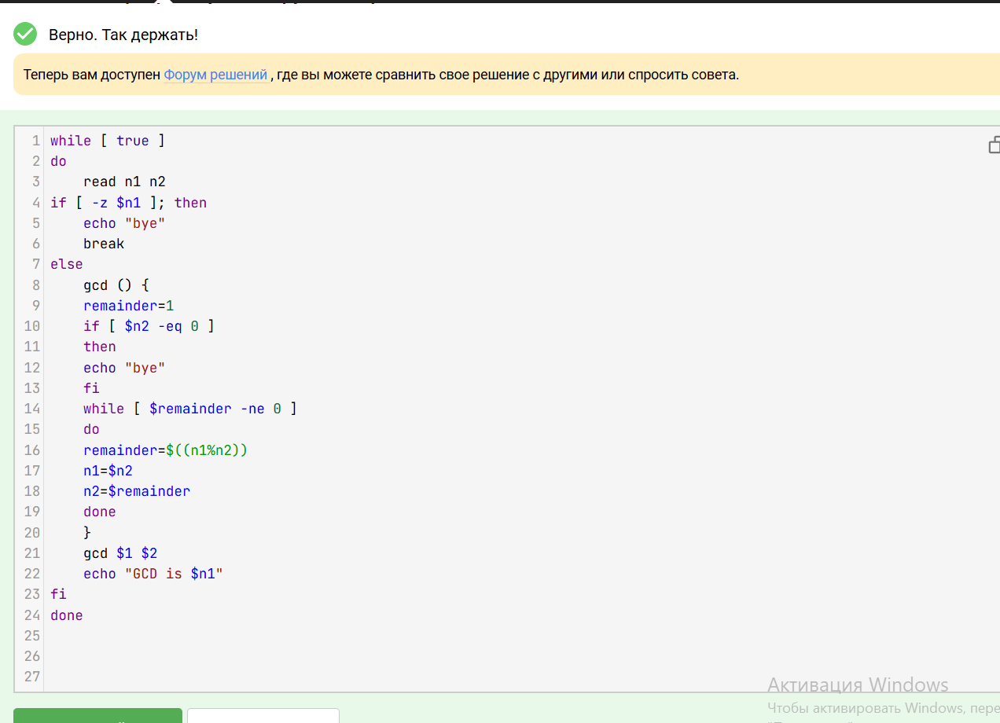 Верно. Так держать!
Теперь вам доступен Форум решений , где вы можете сравнить свое решение с другими или спросить совета.
1 while [ true ]
2 do
3     read n1 n2
4 if [ -z $n1 ]; then
5     echo "bye"
6     break
7 else
8     gcd () {
9     remainder=1
10     if [ $n2 -eq 0 ]
11     then
12     echo "bye"
13     fi
14     while [ $remainder -ne 0 ]
15     do
16     remainder=$((n1%n2))
17     n1=$n2
18     n2=$remainder
19     done
20     }
21     gcd $1 $2
22     echo "GCD is $n1"
23 fi
24 done
25
26
27
Активация Windows
Чтобы активировать Windows, пере